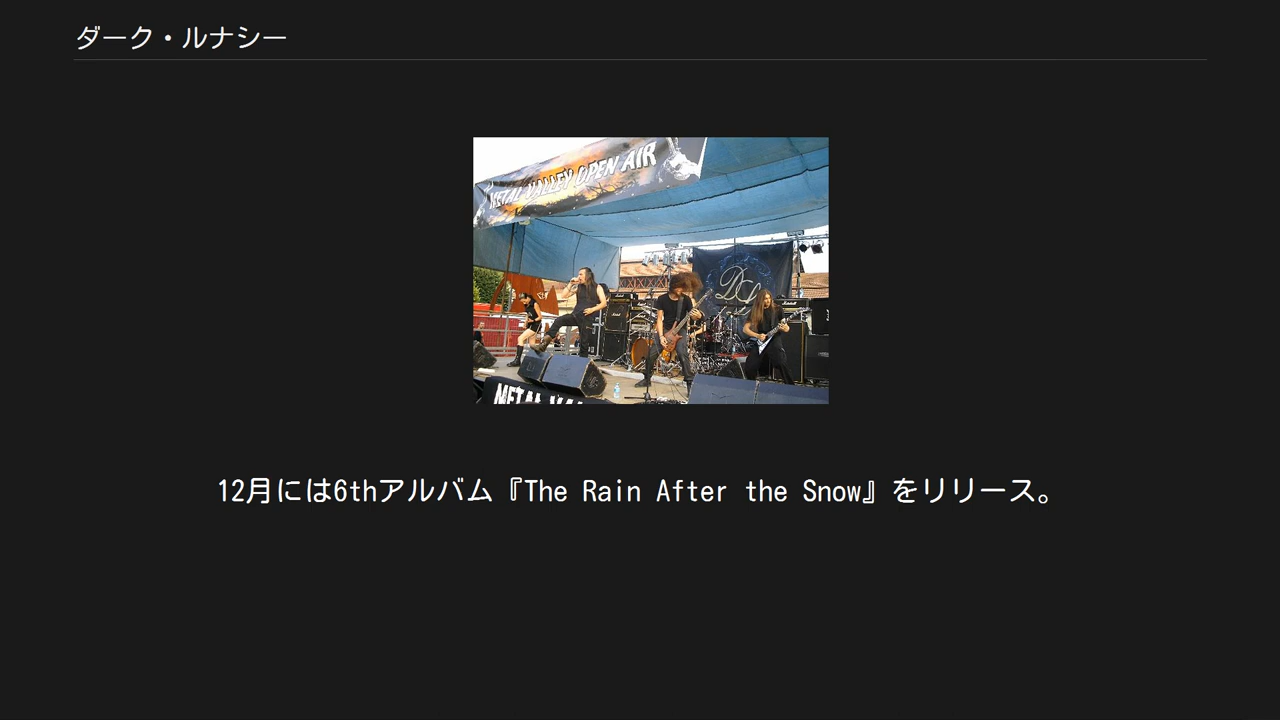 ダーク・ルナシー
METAL VALLEY OPEN AIR
DL
12月には6thアルバム『The Rain After the Snow』をリリース。